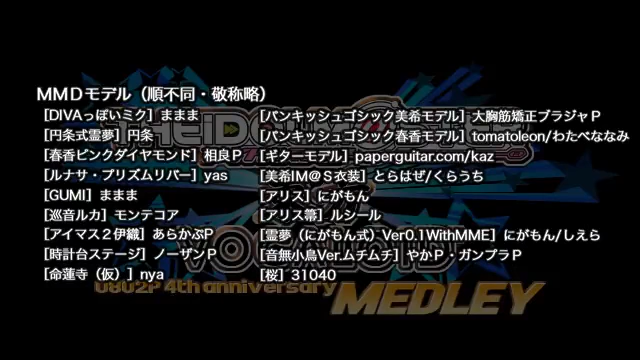 MMDモデル（順不同・敬称略）
[DIVAっぽいミク] ままま
[円条式霊夢] 円条
[春香ピンクダイヤモンド] 相良P
[ルナサ・プリズムリバー] yas
[GUMI] ままま
[巡音ルカ] モンテコア
[アイマス２伊織] あらかぶP
[時計台ステージ] ノーザンP
[命蓮寺（仮）] nya
[パンキッシュゴシック美希モデル] 大胸筋矯正ブラジャP
[パンキッシュゴシック春香モデル] tomatoleon/わたべななみ
[ギターモデル] paperguitar.com/kaz
[美希IM@S衣装] とらはぜ/くらうち
[アリス] にがもん
[アリス箒] ルシール
[霊夢（にがもん式）Ver0.1WithMME] にがもん/しえら
[音無小鳥Ver.ムチムチ] やかP・ガンプラP
[桜] 31040
THE IDOLM@STER
VOCALOID
0802P 4th anniversary
MEDLEY